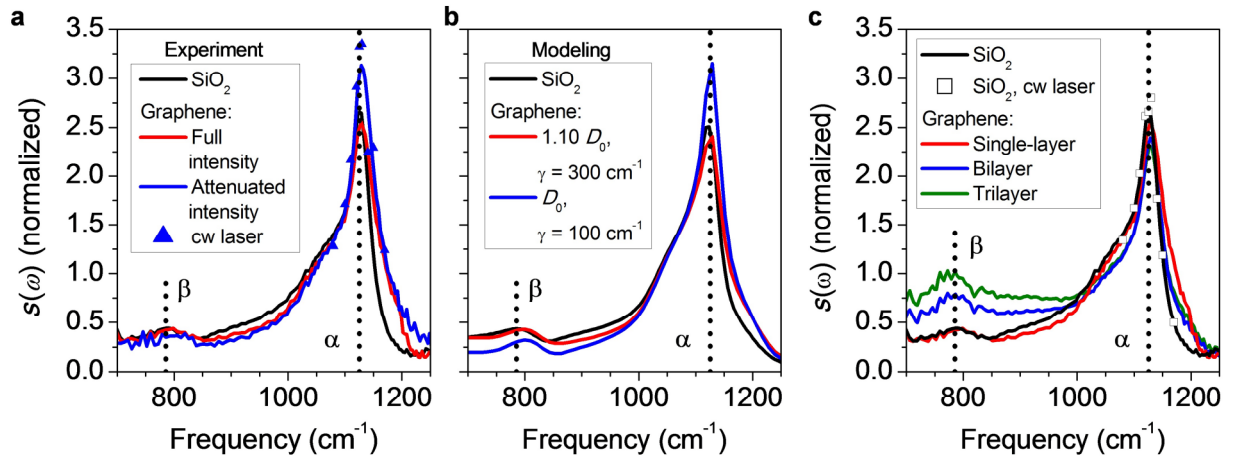 a
3.5
3.0
2.5
2.0
1.5
1.0
0.5
0.0
s(ω) (normalized)
Experiment
SiO₂
Graphene:
Full
intensity
Attenuated
intensity
cw laser
β
α
800
1000
1200
Frequency (cm⁻¹)
b
Modeling
SiO₂
Graphene:
1.10 D₀,
γ = 300 cm⁻¹
D₀,
γ = 100 cm⁻¹
β
α
800
1000
1200
Frequency (cm⁻¹)
c
3.5
3.0
2.5
2.0
1.5
1.0
0.5
0.0
s(ω) (normalized)
SiO₂
SiO₂, cw laser
Graphene:
Single-layer
Bilayer
Trilayer
β
α
800
1000
1200
Frequency (cm⁻¹)